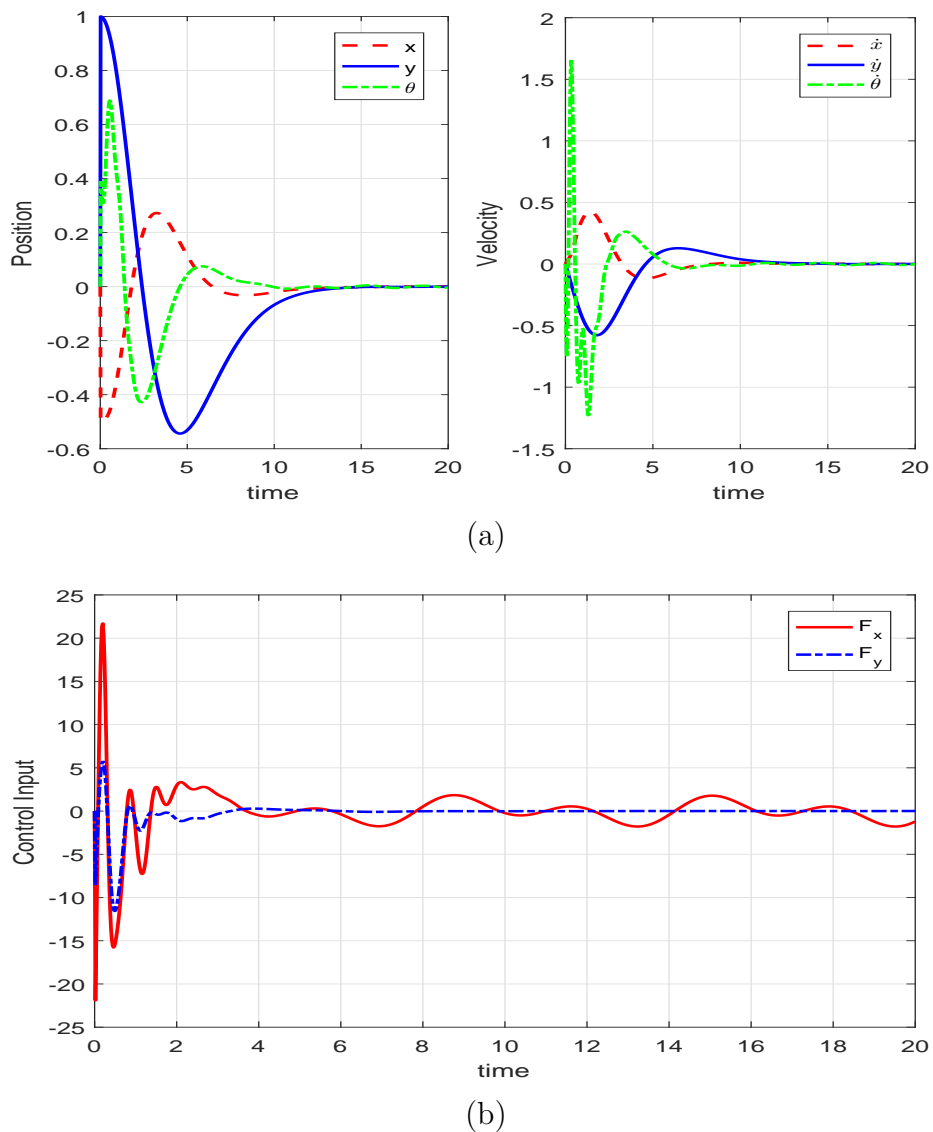 1
0.8
0.6
0.4
0.2
0
-0.2
-0.4
-0.6
0 5 10 15 20
time
Position
x
y
θ
2
1.5
1
0.5
0
-0.5
-1
-1.5
0 5 10 15 20
time
Velocity
ẋ
ẏ
θ̇
(a)
25
20
15
10
5
0
-5
-10
-15
-20
-25
0 2 4 6 8 10 12 14 16 18 20
time
Control Input
F_x
F_y
(b)